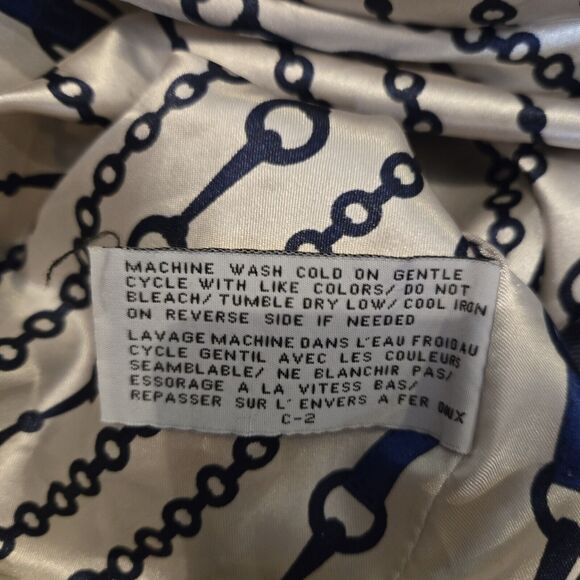 MACHINE WASH COLD ON GENTLE
CYCLE WITH LIKE COLORS/ DO NOT
BLEACH/ TUMBLE DRY LOW/ COOL IRON
ON REVERSE SIDE IF NEEDED
LAVAGE MACHINE DANS L'EAU FROID AU
CYCLE GENTIL AVEC LES COULEURS
SEAMBLABLE/ NE BLANCHIR PAS/
ESSORAGE A LA VITESS BAS/
REPASSER SUR L'ENVERS A FER DOUX
C-2